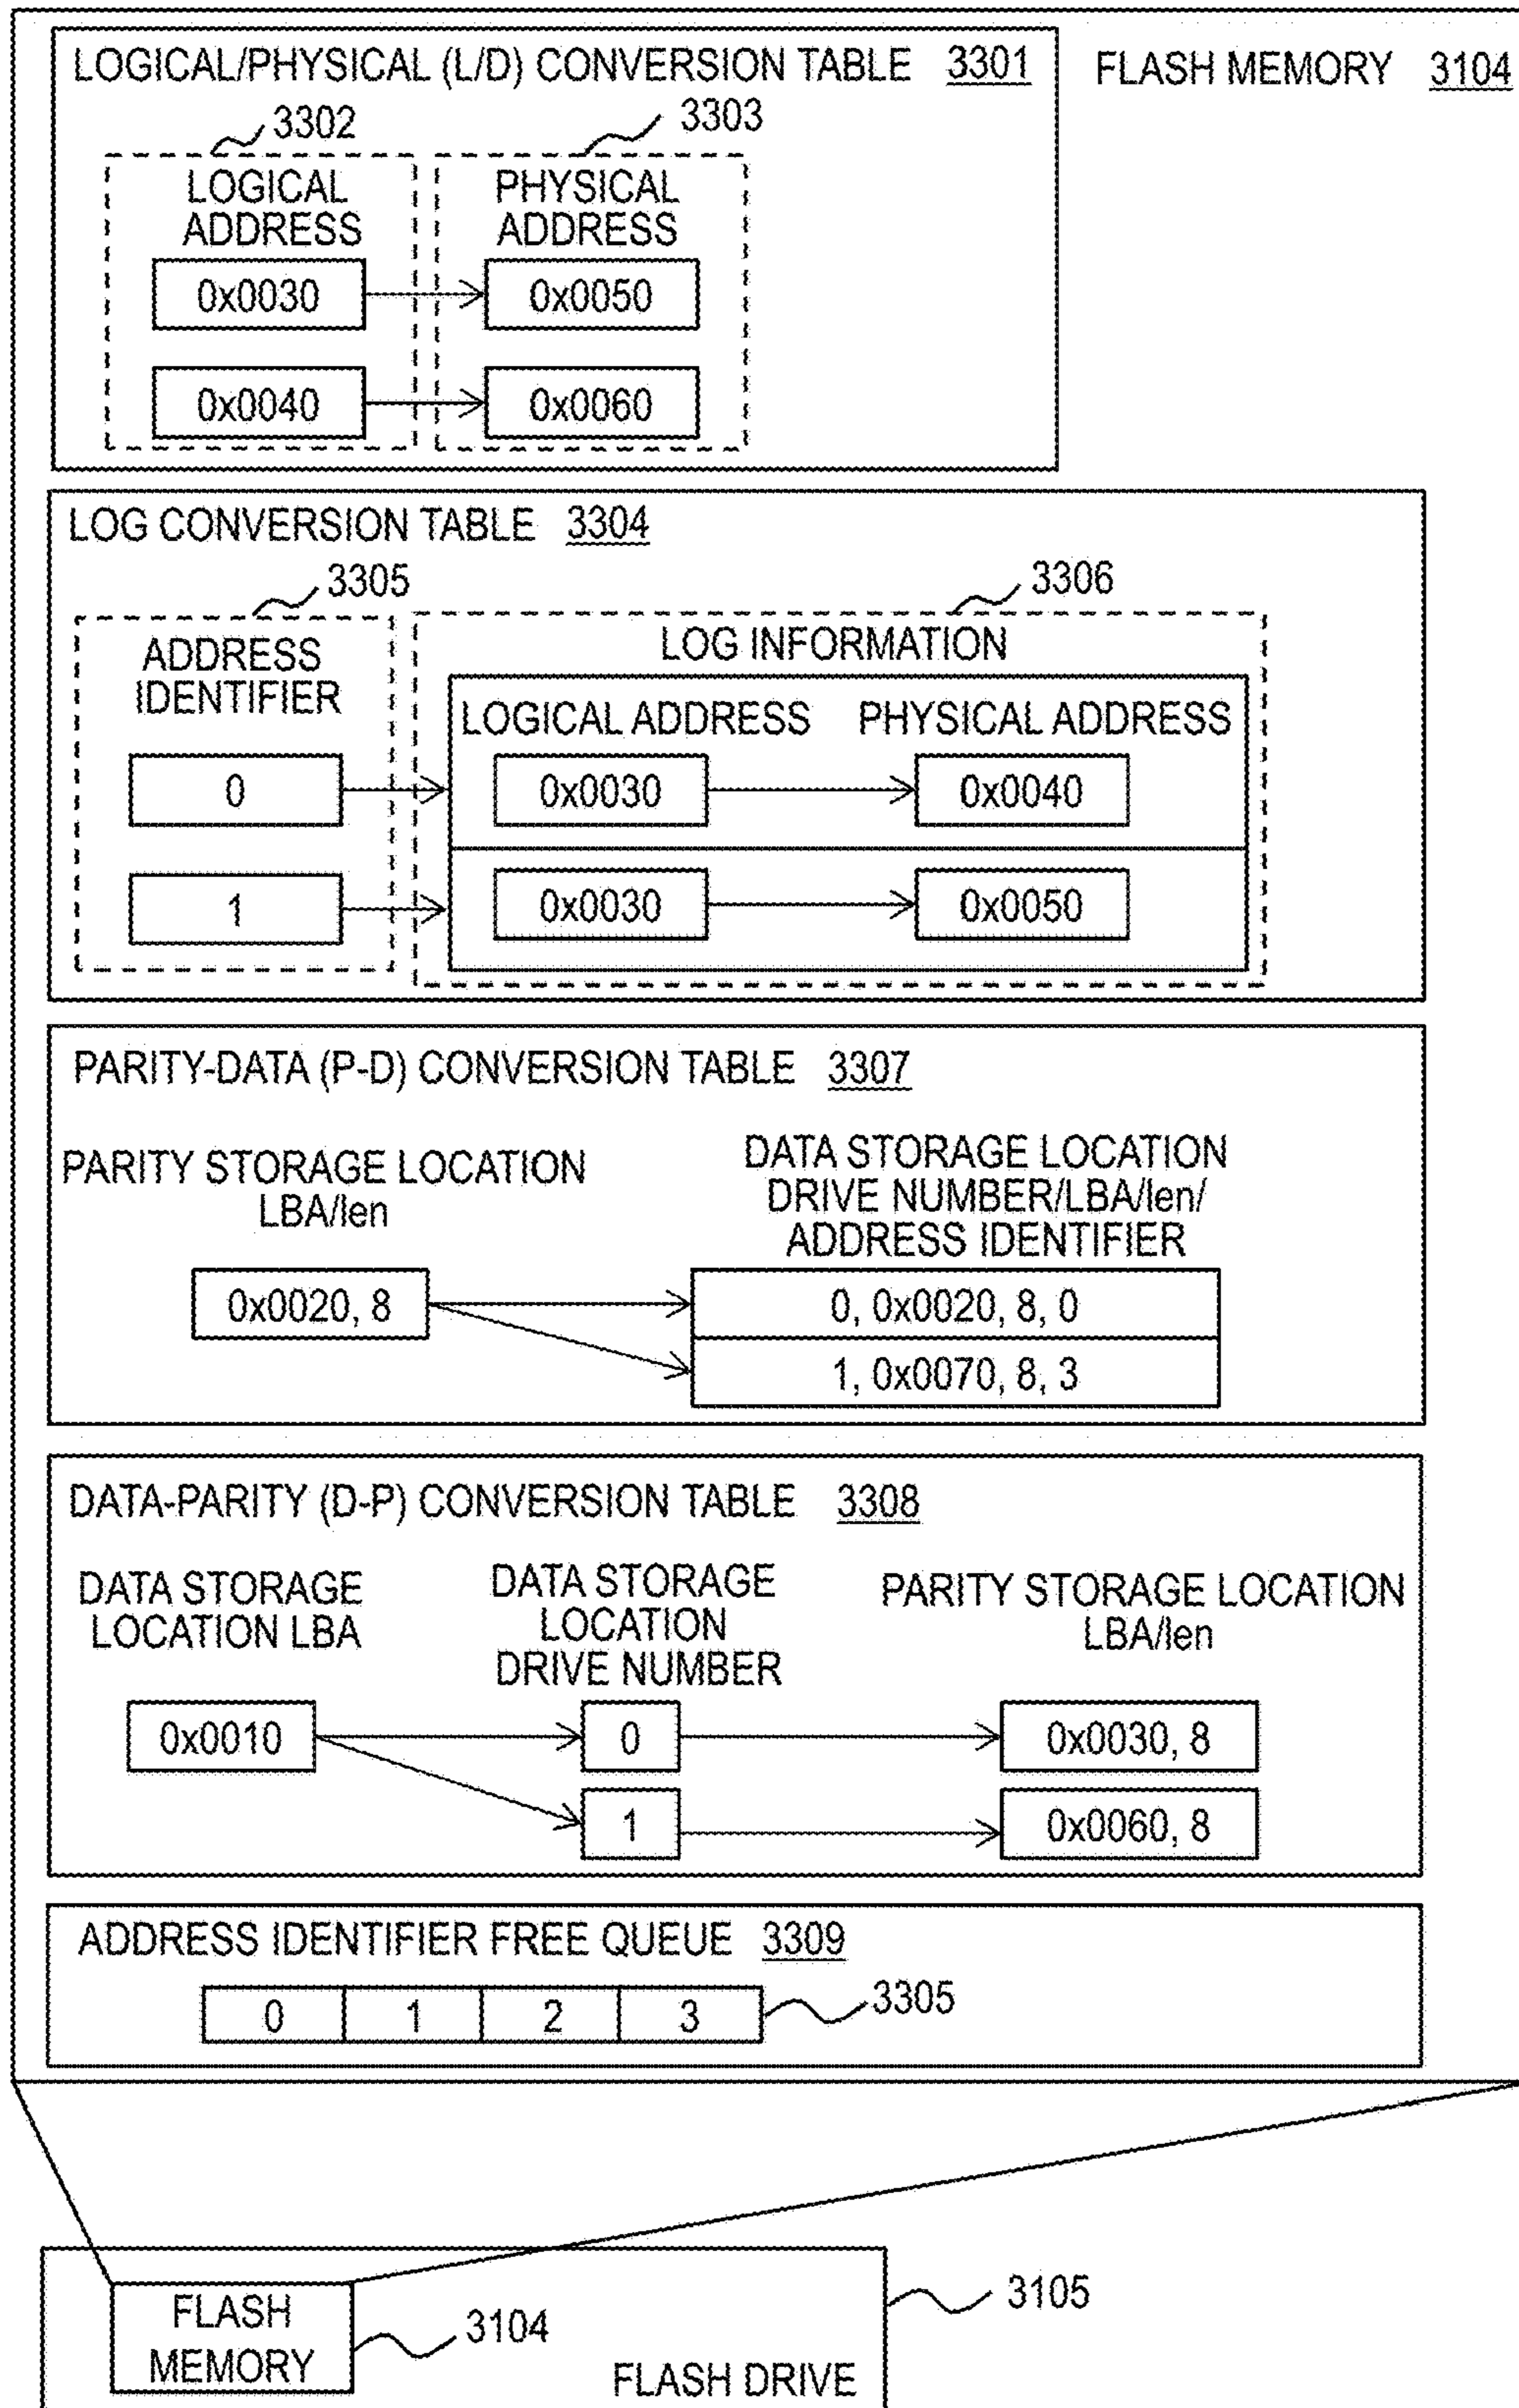 LOGICAL/PHYSICAL (L/D) CONVERSION TABLE 3301
FLASH MEMORY 3104
3302
3303
LOGICAL
ADDRESS
PHYSICAL
ADDRESS
0x0030
0x0050
0x0040
0x0060
LOG CONVERSION TABLE 3304
3305
3306
ADDRESS
IDENTIFIER
LOG INFORMATION
LOGICAL ADDRESS
PHYSICAL ADDRESS
0
0x0030
0x0040
1
0x0030
0x0050
PARITY-DATA (P-D) CONVERSION TABLE 3307
PARITY STORAGE LOCATION
LBA/len
DATA STORAGE LOCATION
DRIVE NUMBER/LBA/len/
ADDRESS IDENTIFIER
0x0020, 8
0, 0x0020, 8, 0
1, 0x0070, 8, 3
DATA-PARITY (D-P) CONVERSION TABLE 3308
DATA STORAGE
LOCATION LBA
DATA STORAGE
LOCATION
DRIVE NUMBER
PARITY STORAGE LOCATION
LBA/len
0x0010
0
0x0030, 8
1
0x0060, 8
ADDRESS IDENTIFIER FREE QUEUE 3309
0 1 2 3
3305
FLASH
MEMORY
3104
3105
FLASH DRIVE